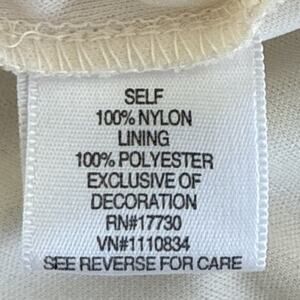 SELF
100% NYLON
LINING
100% POLYESTER
EXCLUSIVE OF
DECORATION
RN#17730
VN#1110834
SEE REVERSE FOR CARE